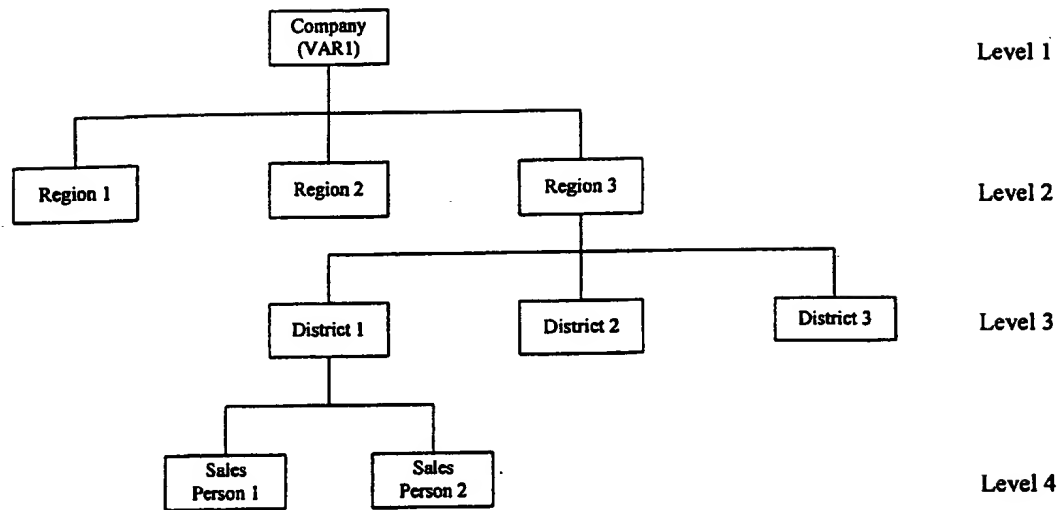 Company
(VAR1)
Level 1
Region 1
Region 2
Region 3
Level 2
District 1
District 2
District 3
Level 3
Sales
Person 1
Sales
Person 2
Level 4